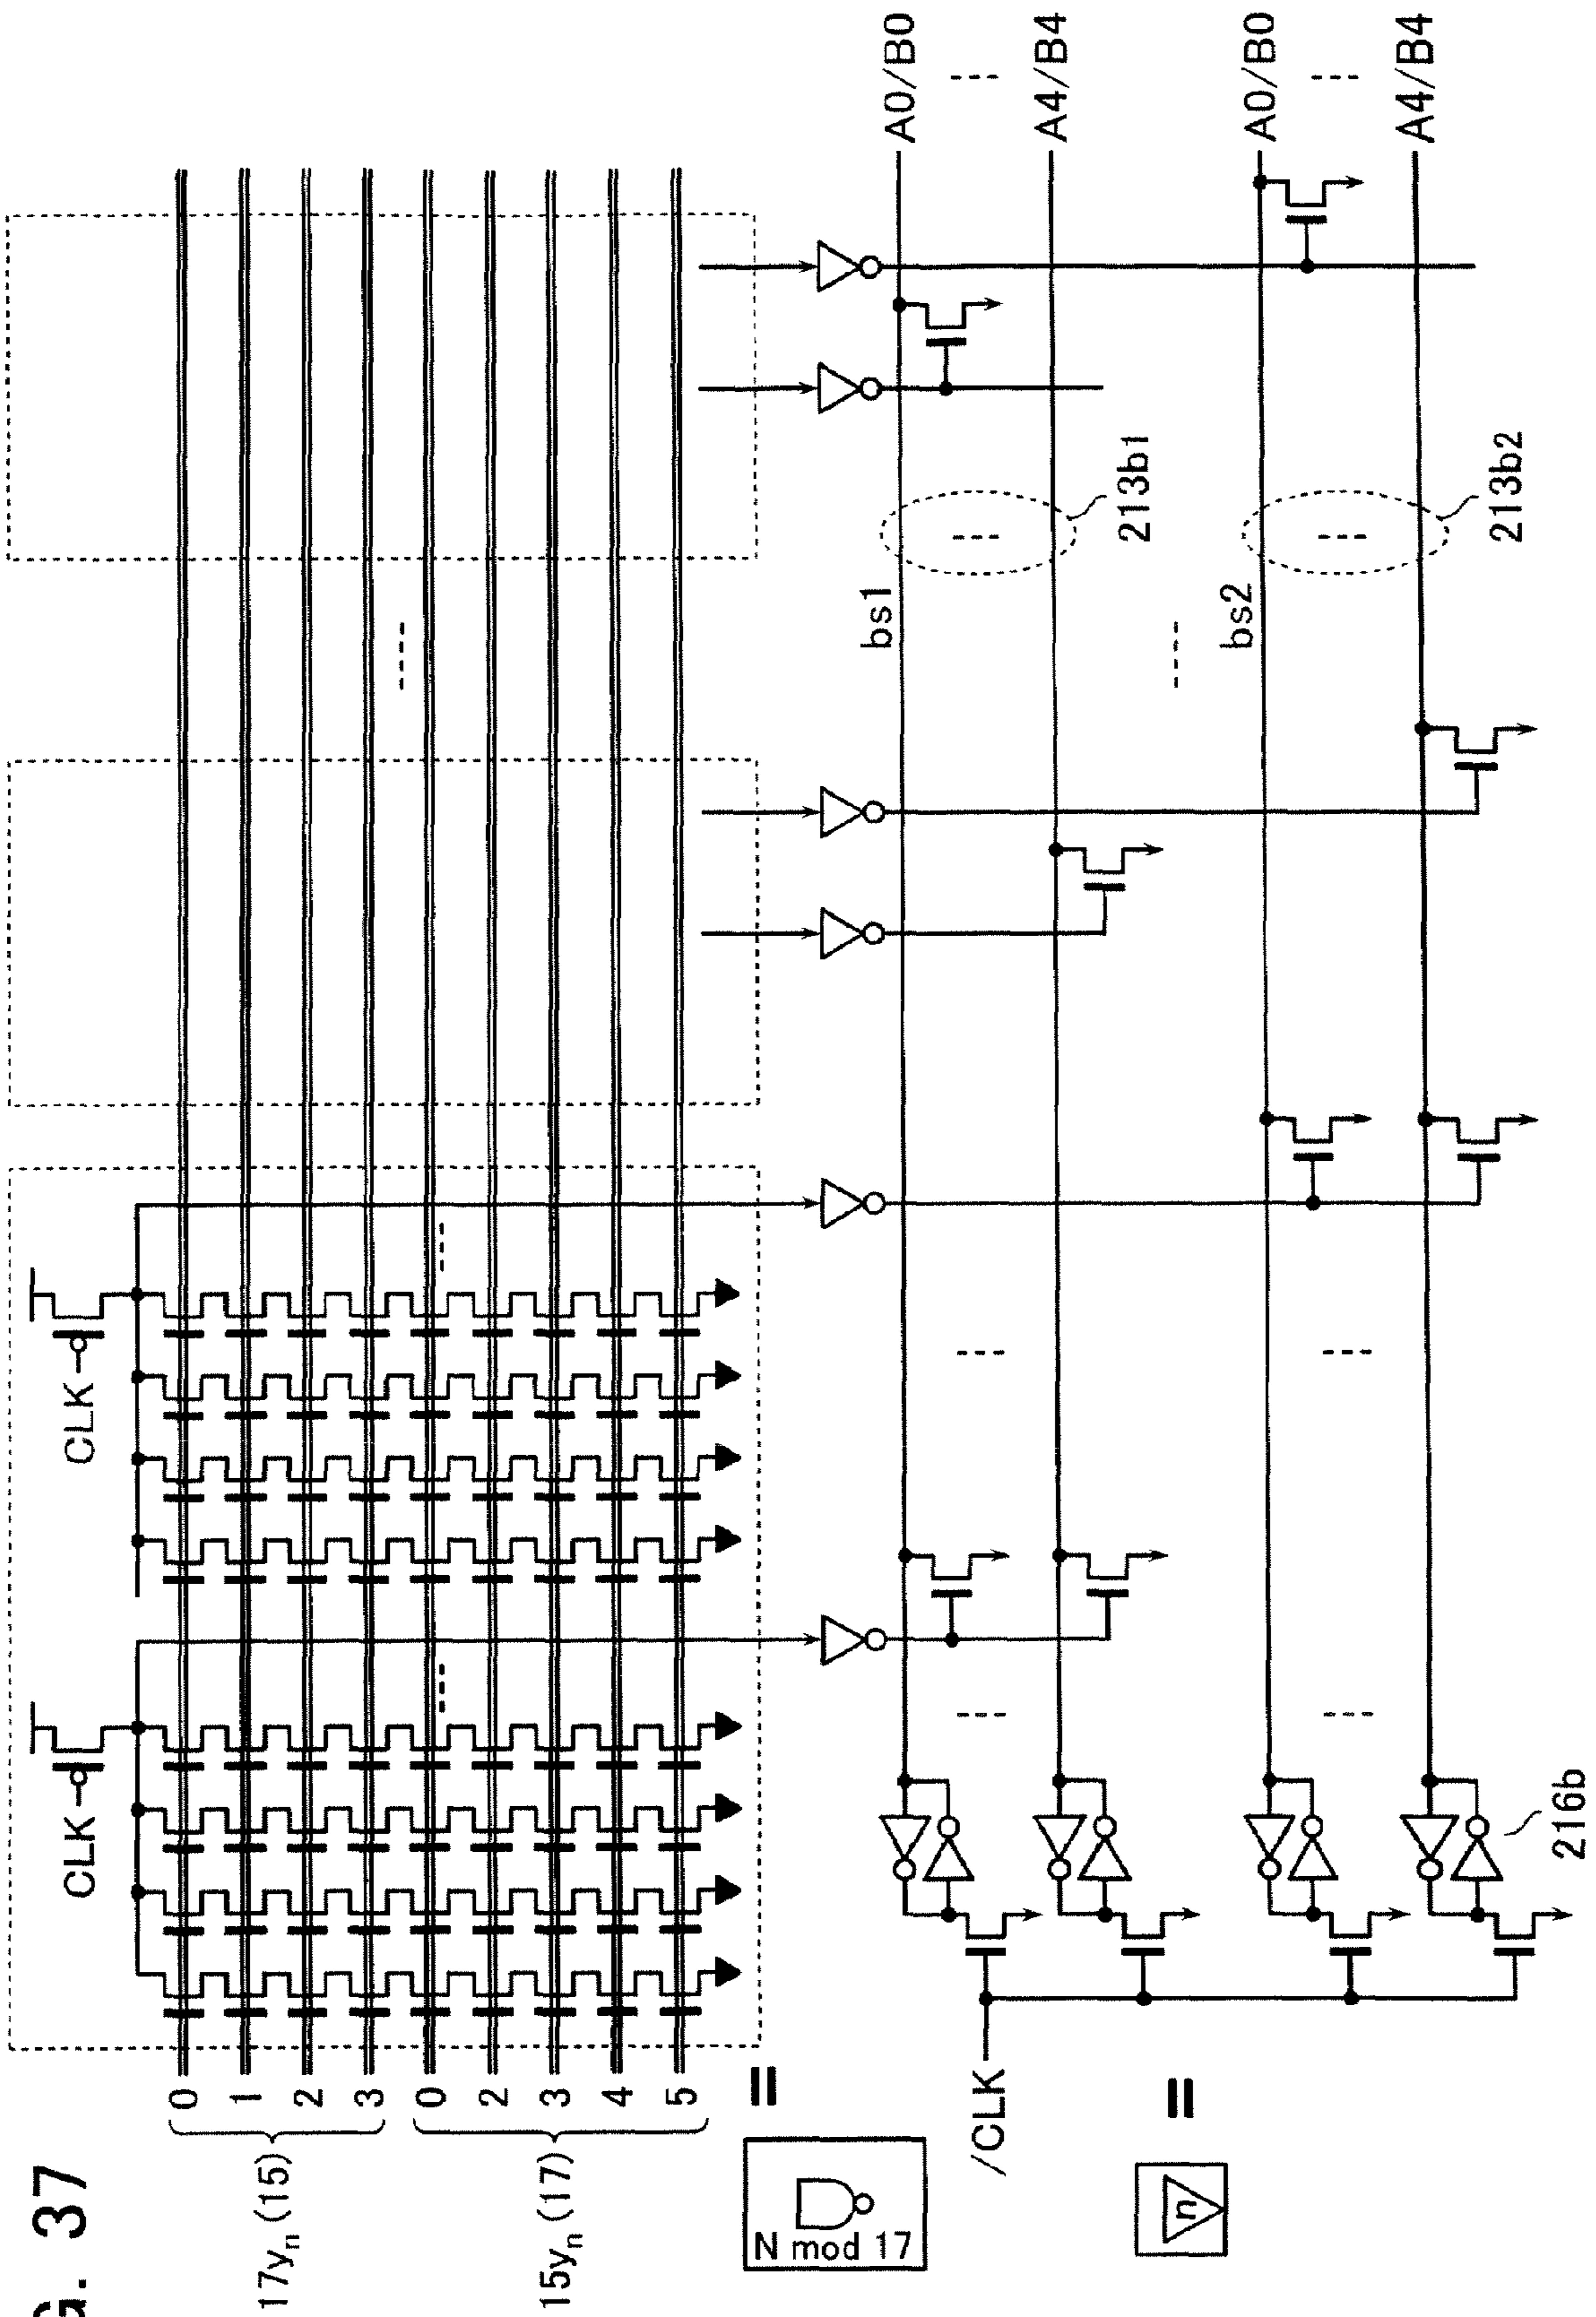 G. 37
17yn (15)
0
1
2
3
15yn (17)
0
2
3
4
5
CLK
CLK
N mod 17
=
/CLK
n
=
216b
bs1
bs2
213b1
213b2
A0/B0
A4/B4
A0/B0
A4/B4